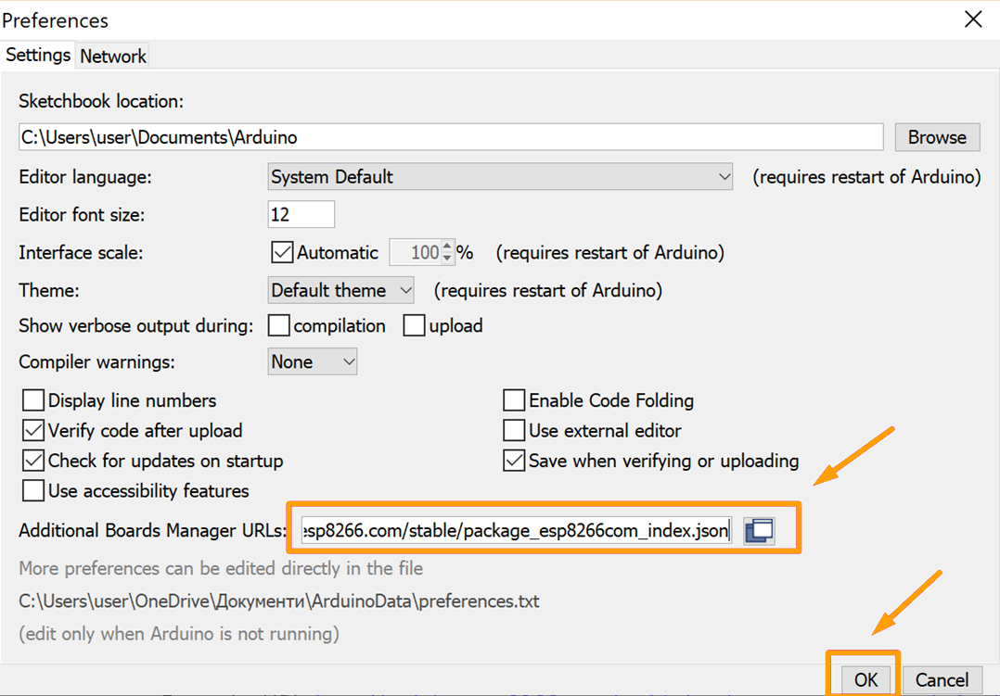 Preferences
Settings Network
Sketchbook location:
C:\Users\user\Documents\Arduino Browse
Editor language: System Default (requires restart of Arduino)
Editor font size: 12
Interface scale: Automatic 100 % (requires restart of Arduino)
Theme: Default theme (requires restart of Arduino)
Show verbose output during: compilation upload
Compiler warnings: None
Display line numbers Enable Code Folding
Verify code after upload Use external editor
Check for updates on startup Save when verifying or uploading
Use accessibility features
Additional Boards Manager URLs: esp8266.com/stable/package_esp8266com_index.json
More preferences can be edited directly in the file
C:\Users\user\OneDrive\Документи\ArduinoData\preferences.txt
(edit only when Arduino is not running)
OK Cancel